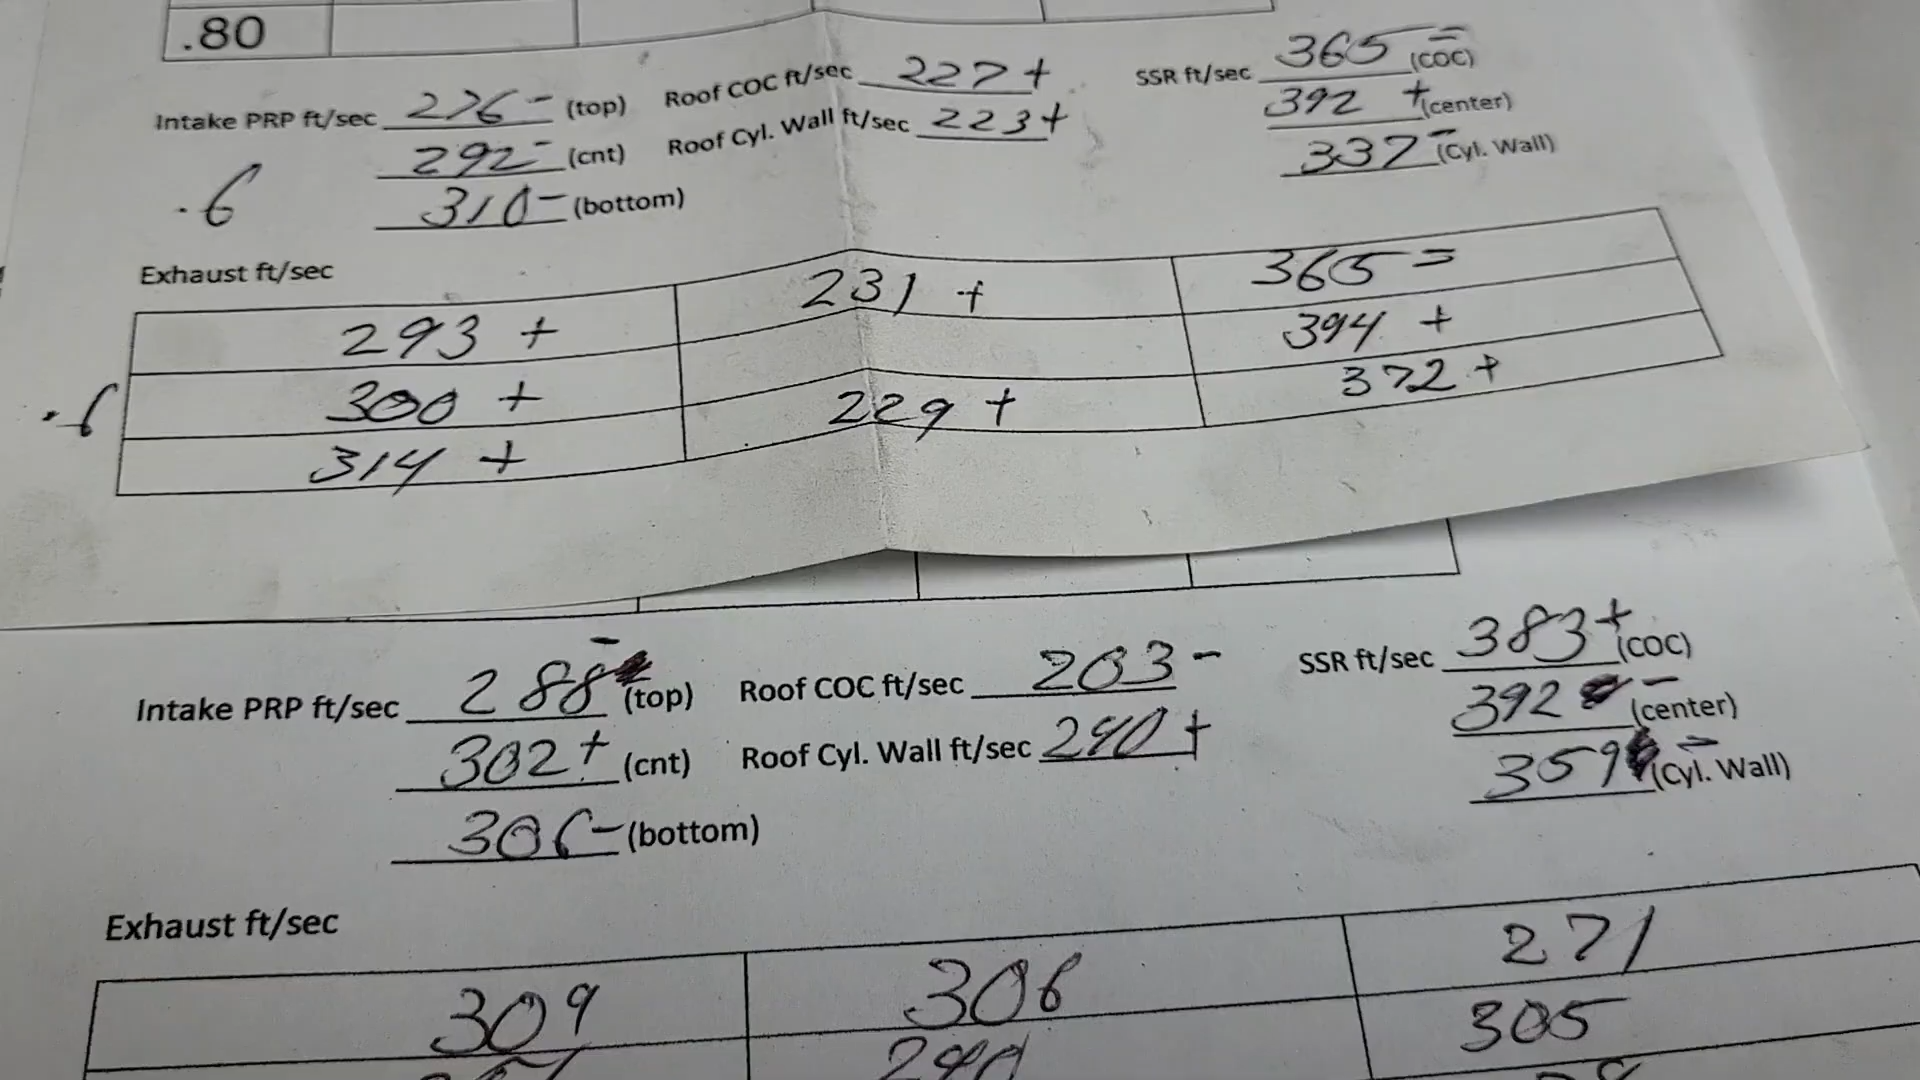 .80
Intake PRP ft/sec 276- (top) Roof COC ft/sec 227+ SSR ft/sec 365= (COC)
292- (cnt) Roof Cyl. Wall ft/sec 223+ 392 + (center)
.6 310- (bottom) 337- (Cyl. Wall)
Exhaust ft/sec
293 + 231 + 365=
.6 300 + 394 +
314 + 229 + 372+
Intake PRP ft/sec 288- (top) Roof COC ft/sec 203- SSR ft/sec 383+ (COC)
302+ (cnt) Roof Cyl. Wall ft/sec 240+ 392- (center)
306- (bottom) 359- (Cyl. Wall)
Exhaust ft/sec
309 306 271
290 305